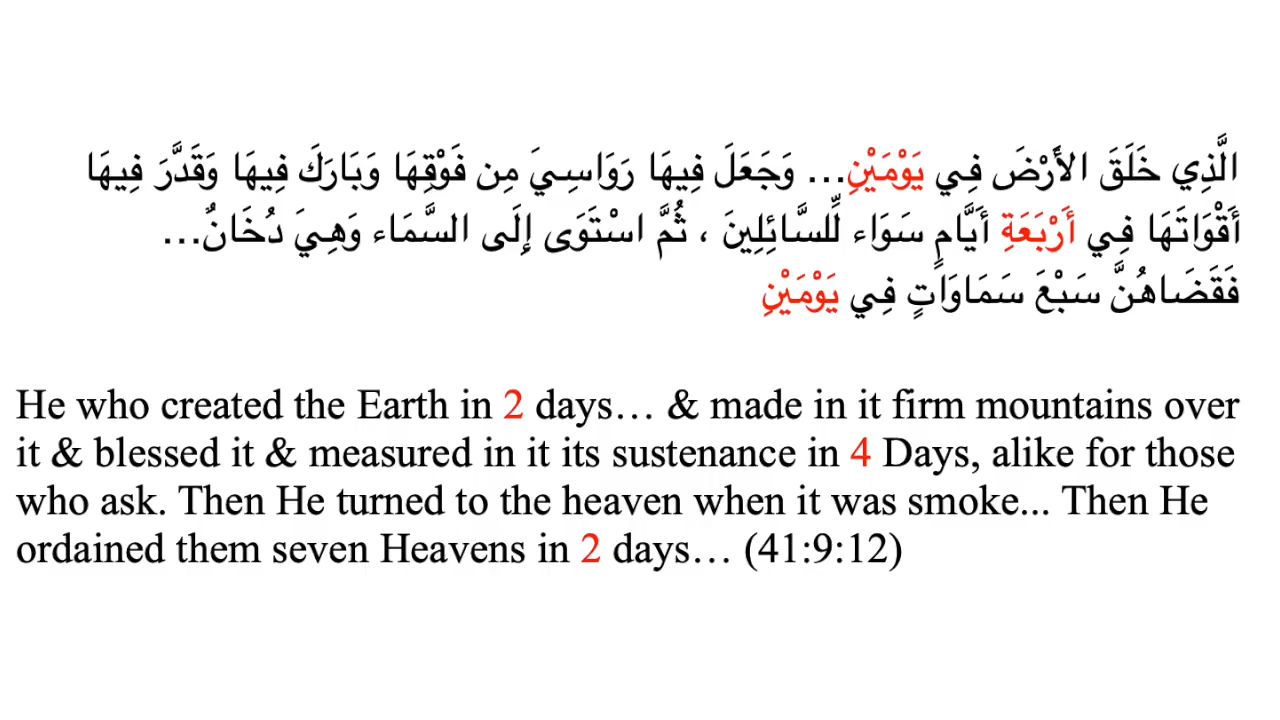 الَّذِي خَلَقَ الأَرْضَ فِي يَوْمَيْنِ... وَجَعَلَ فِيهَا رَوَاسِيَ مِن فَوْقِهَا وَبَارَكَ فِيهَا وَقَدَّرَ فِيهَا
أَقْوَاتَهَا فِي أَرْبَعَةِ أَيَّامٍ سَوَاء لِّلسَّائِلِينَ ، ثُمَّ اسْتَوَى إِلَى السَّمَاء وَهِيَ دُخَانٌ...
فَقَضَاهُنَّ سَبْعَ سَمَاوَاتٍ فِي يَوْمَيْنِ
He who created the Earth in 2 days... & made in it firm mountains over
it & blessed it & measured in it its sustenance in 4 Days, alike for those
who ask. Then He turned to the heaven when it was smoke... Then He
ordained them seven Heavens in 2 days... (41:9:12)